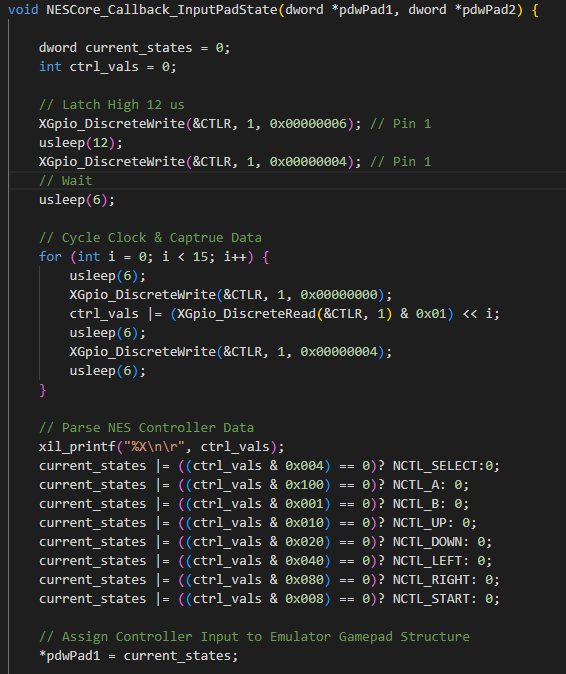 void NESCore_Callback_InputPadState(dword *pdwPad1, dword *pdwPad2) {
dword current_states = 0;
int ctrl_vals = 0;
// Latch High 12 us
XGpio_DiscreteWrite(&CTLR, 1, 0x00000006); // Pin 1
usleep(12);
XGpio_DiscreteWrite(&CTLR, 1, 0x00000004); // Pin 1
// Wait
usleep(6);
// Cycle Clock & Captrue Data
for (int i = 0; i < 15; i++) {
usleep(6);
XGpio_DiscreteWrite(&CTLR, 1, 0x00000000);
ctrl_vals |= (XGpio_DiscreteRead(&CTLR, 1) & 0x01) << i;
usleep(6);
XGpio_DiscreteWrite(&CTLR, 1, 0x00000004);
usleep(6);
}
// Parse NES Controller Data
xil_printf("%X\n\r", ctrl_vals);
current_states |= ((ctrl_vals & 0x004) == 0)? NCTL_SELECT:0;
current_states |= ((ctrl_vals & 0x100) == 0)? NCTL_A: 0;
current_states |= ((ctrl_vals & 0x001) == 0)? NCTL_B: 0;
current_states |= ((ctrl_vals & 0x010) == 0)? NCTL_UP: 0;
current_states |= ((ctrl_vals & 0x020) == 0)? NCTL_DOWN: 0;
current_states |= ((ctrl_vals & 0x040) == 0)? NCTL_LEFT: 0;
current_states |= ((ctrl_vals & 0x080) == 0)? NCTL_RIGHT: 0;
current_states |= ((ctrl_vals & 0x008) == 0)? NCTL_START: 0;
// Assign Controller Input to Emulator Gamepad Structure
*pdwPad1 = current_states;